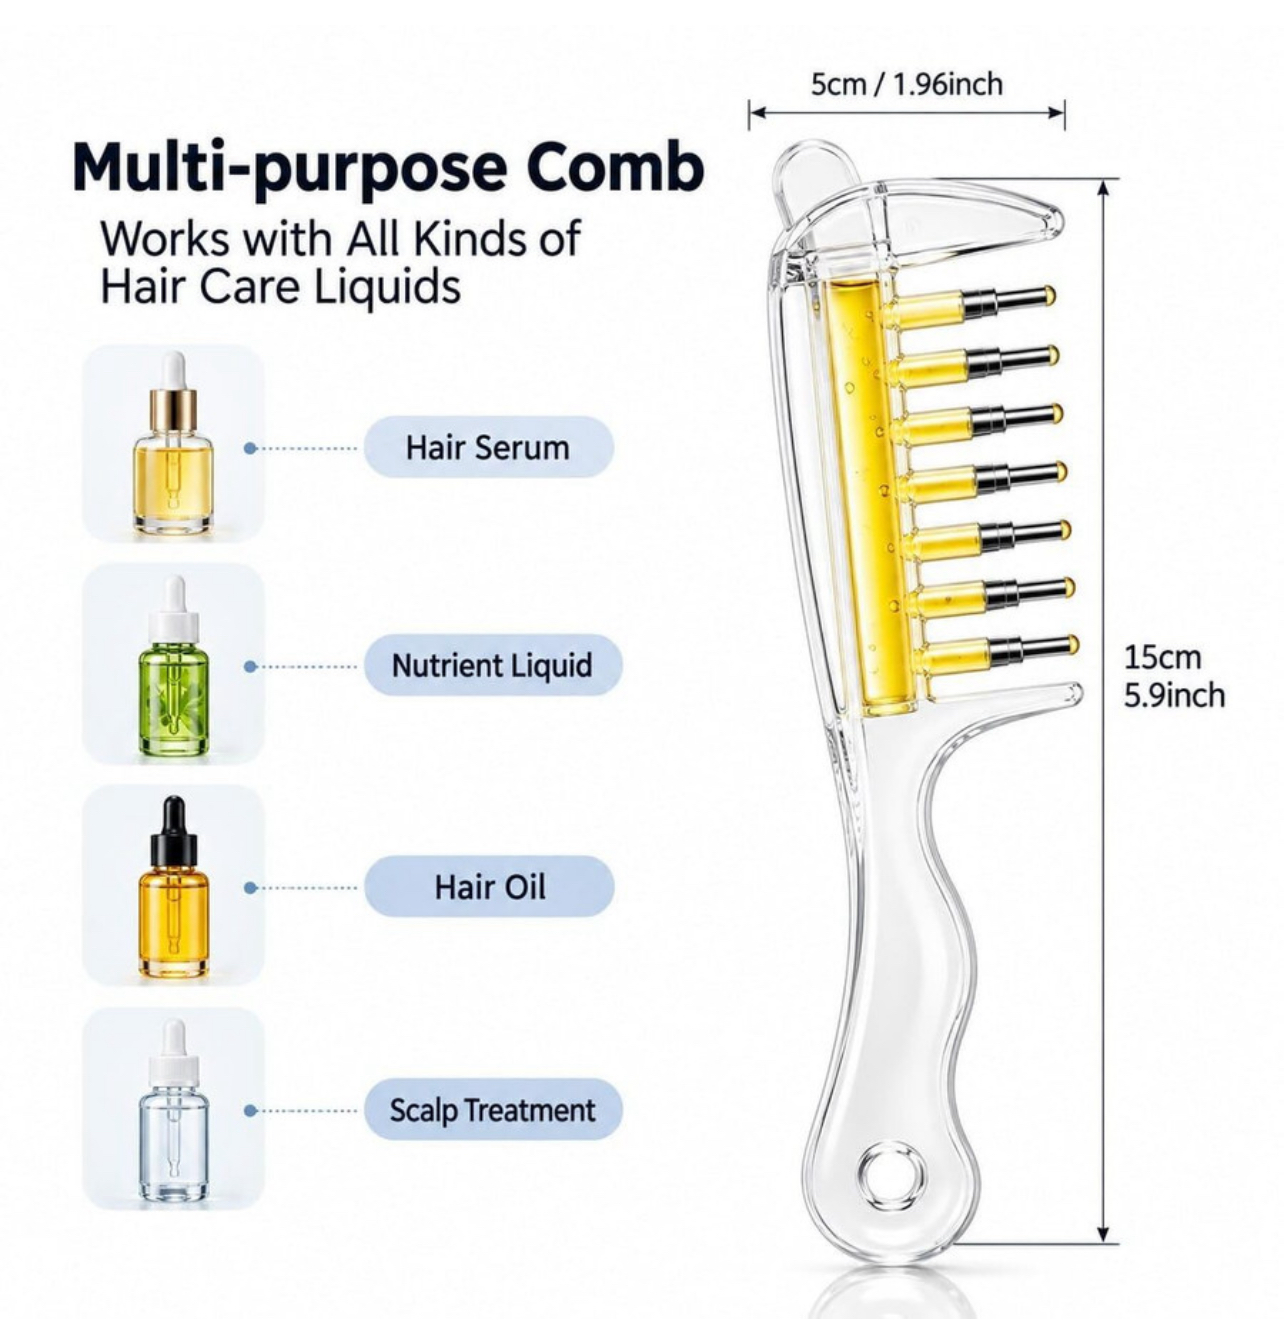 5cm / 1.96inch
Multi-purpose Comb
Works with All Kinds of
Hair Care Liquids
Hair Serum
Nutrient Liquid
Hair Oil
Scalp Treatment
15cm
5.9inch